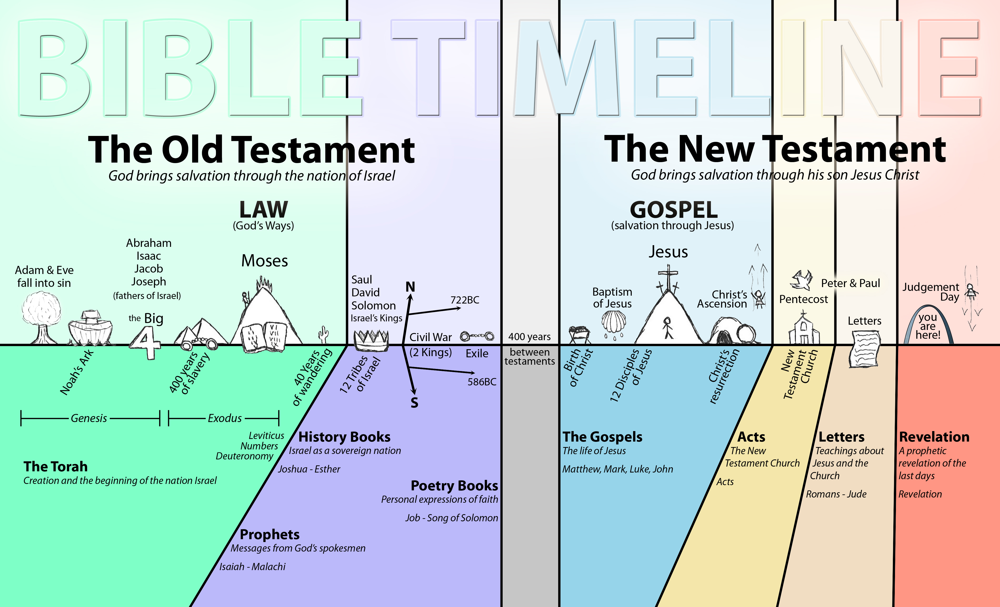 BIBLE TIMELINE
The Old Testament
God brings salvation through the nation of Israel
The New Testament
God brings salvation through his son Jesus Christ
LAW
(God's Ways)
GOSPEL
(salvation through Jesus)
Adam & Eve
fall into sin
Noah's Ark
Abraham
Isaac
Jacob
Joseph
(fathers of Israel)
the Big
4
400 years
of slavery
Moses
I
II
III
IV
V
VI
VII
VIII
40 Years
of wandering
Saul
David
Solomon
Israel's Kings
12 Tribes
of Israel
N
722BC
Civil War
(2 Kings)
Exile
586BC
S
400 years
between
testaments
Birth
of Christ
Baptism
of Jesus
Jesus
12 Disciples
of Jesus
Christ's
Ascension
Christ's
resurrection
Pentecost
New
Testament
Church
Peter & Paul
Letters
Judgement
Day
you
are
here!
Genesis
Exodus
Leviticus
Numbers
Deuteronomy
The Torah
Creation and the beginning of the nation Israel
History Books
Israel as a sovereign nation
Joshua - Esther
Poetry Books
Personal expressions of faith
Job - Song of Solomon
Prophets
Messages from God's spokesmen
Isaiah - Malachi
The Gospels
The life of Jesus
Matthew, Mark, Luke, John
Acts
The New
Testament Church
Acts
Letters
Teachings about
Jesus and the
Church
Romans - Jude
Revelation
A prophetic
revelation of the
last days
Revelation